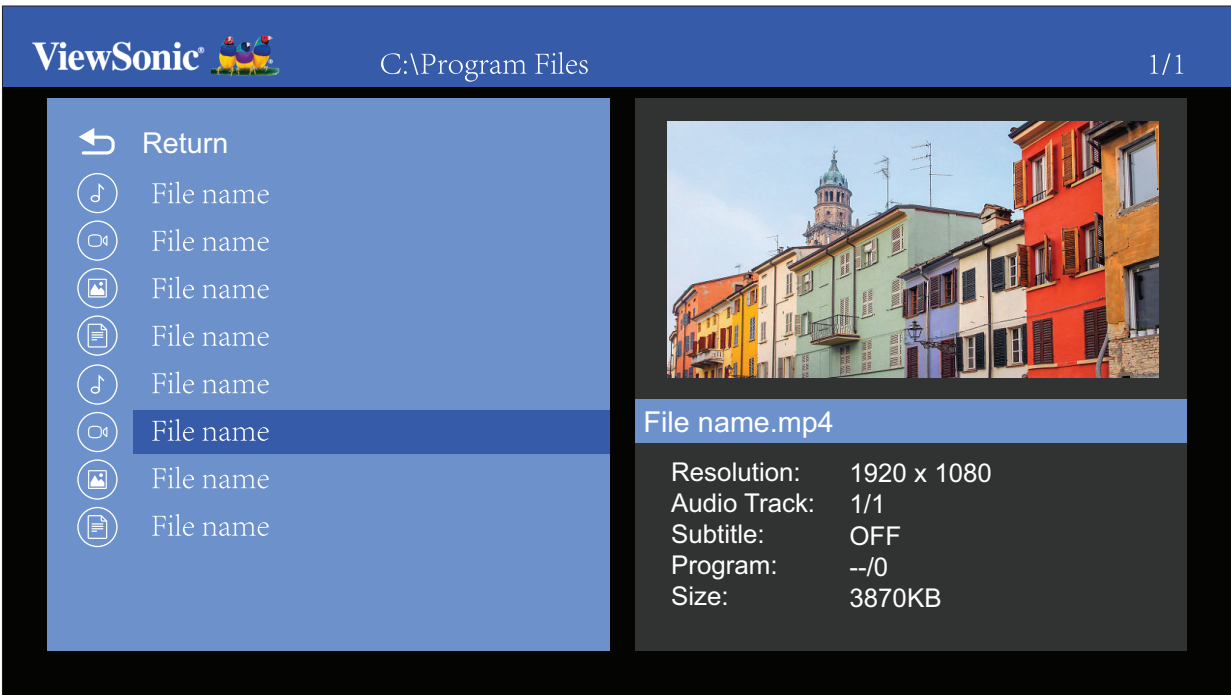 ViewSonic®
C:\Program Files
1/1
Return
File name
File name
File name
File name
File name
File name
File name
File name
File name.mp4
Resolution: 1920 x 1080
Audio Track: 1/1
Subtitle: OFF
Program: --/0
Size: 3870KB